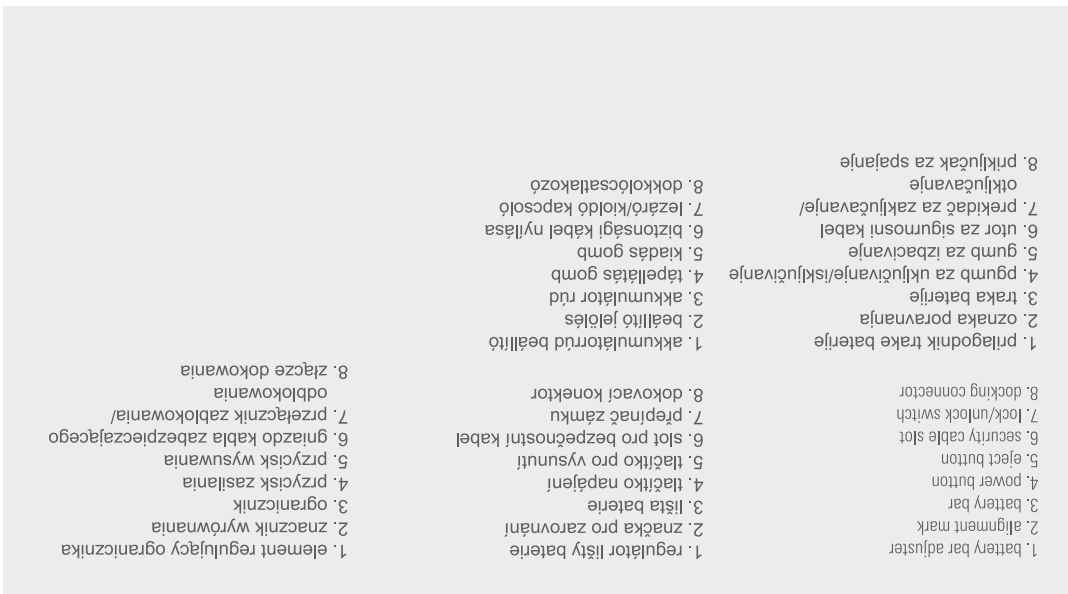 1. battery bar adjuster
2. alignment mark
3. battery bar
4. power button
5. eject button
6. security cable slot
7. lock/unlock switch
8. docking connector
1. prilagodnik trake baterije
2. oznaka poravnanja
3. traka baterije
4. pgumb za uključivanje/isključivanje
5. gumb za izbacivanje
6. utor za sigurnosni kabel
7. prekidač za zaključavanje/
otključavanje
8. priključak za spajanje
1. regulátor lišty baterie
2. značka pro zarovnání
3. lišta baterie
4. tlačítko napájení
5. tlačítko pro vysunutí
6. slot pro bezpečnostní kabel
7. přepínač zámku
8. dokovací konektor
1. akkumulátorrúd beállító
2. beállító jelölés
3. akkumulátor rúd
4. tápellátás gomb
5. kiadás gomb
6. biztonsági kábel nyílása
7. lezáró/kioldó kapcsoló
8. dokkolócsatlakozó
1. element regulujący ogranicznika
2. znacznik wyrównania
3. ogranicznik
4. przycisk zasilania
5. przycisk wysuwania
6. gniazdo kabla zabezpieczającego
7. przełącznik zablokowania/
odblokowania
8. złącze dokowania